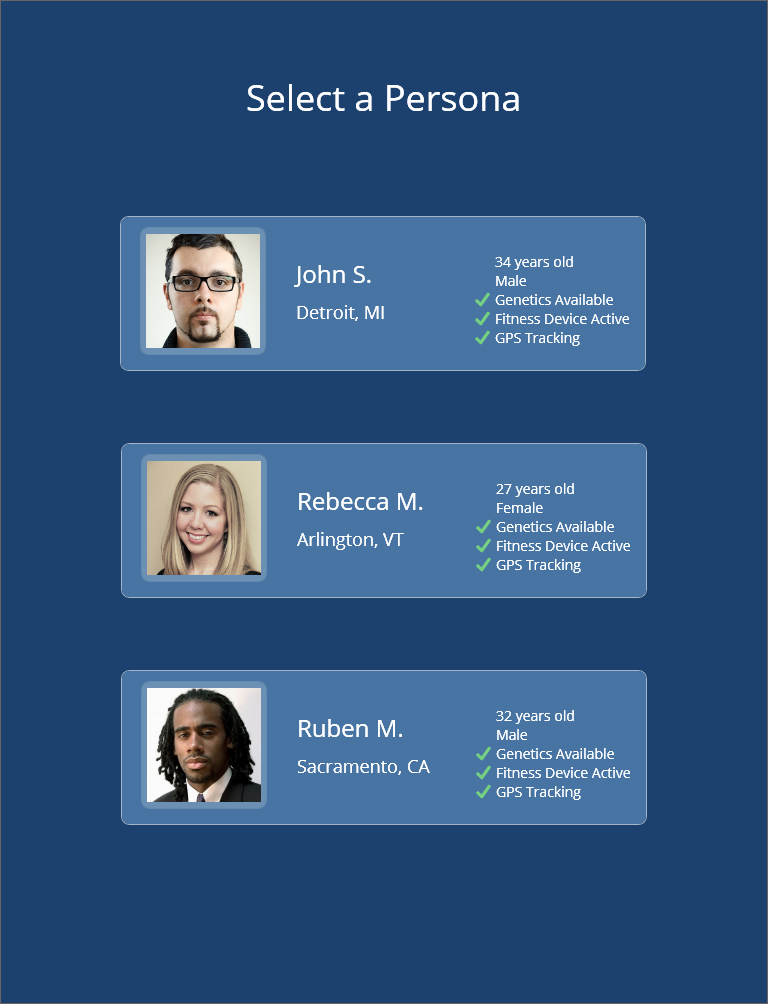 Select a Persona
John S.
Detroit, MI
34 years old
Male
Genetics Available
Fitness Device Active
GPS Tracking
Rebecca M.
Arlington, VT
27 years old
Female
Genetics Available
Fitness Device Active
GPS Tracking
Ruben M.
Sacramento, CA
32 years old
Male
Genetics Available
Fitness Device Active
GPS Tracking